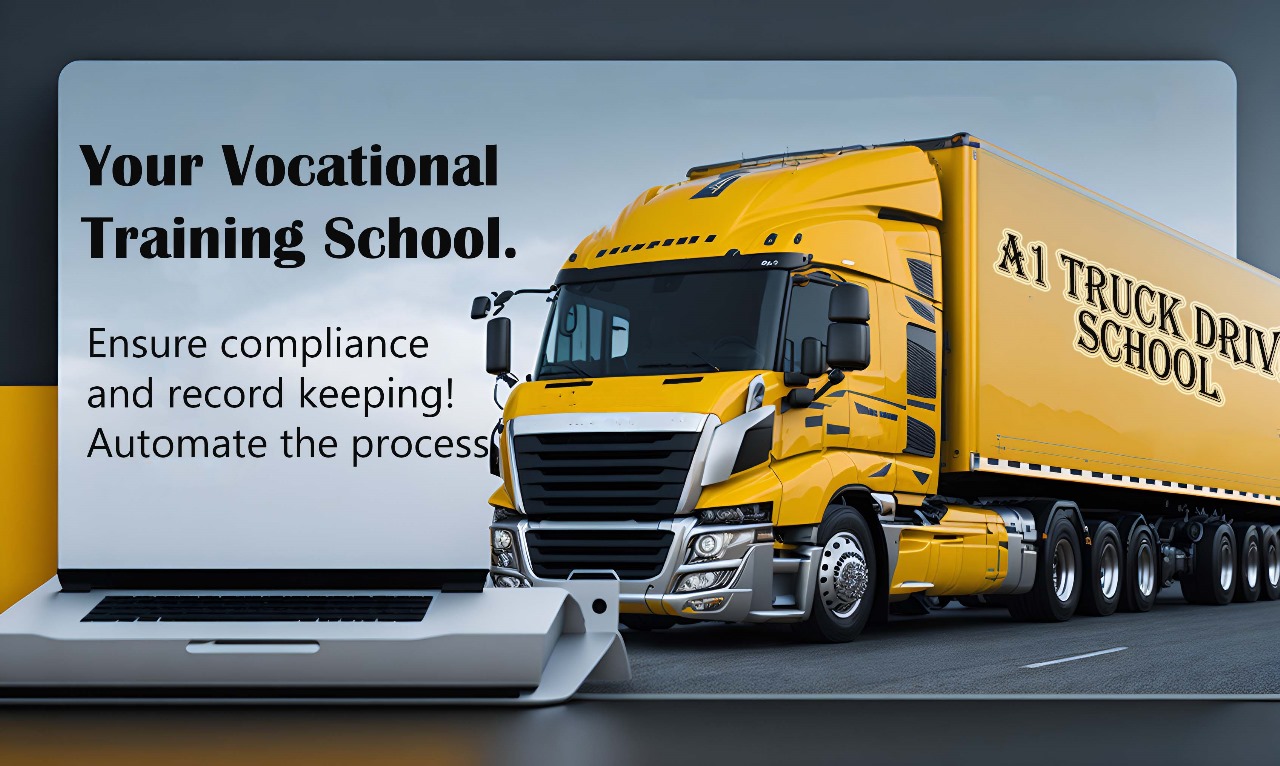 Your Vocational
Training School.
Ensure compliance
and record keeping!
Automate the process
A1 TRUCK DRIV
SCHOOL